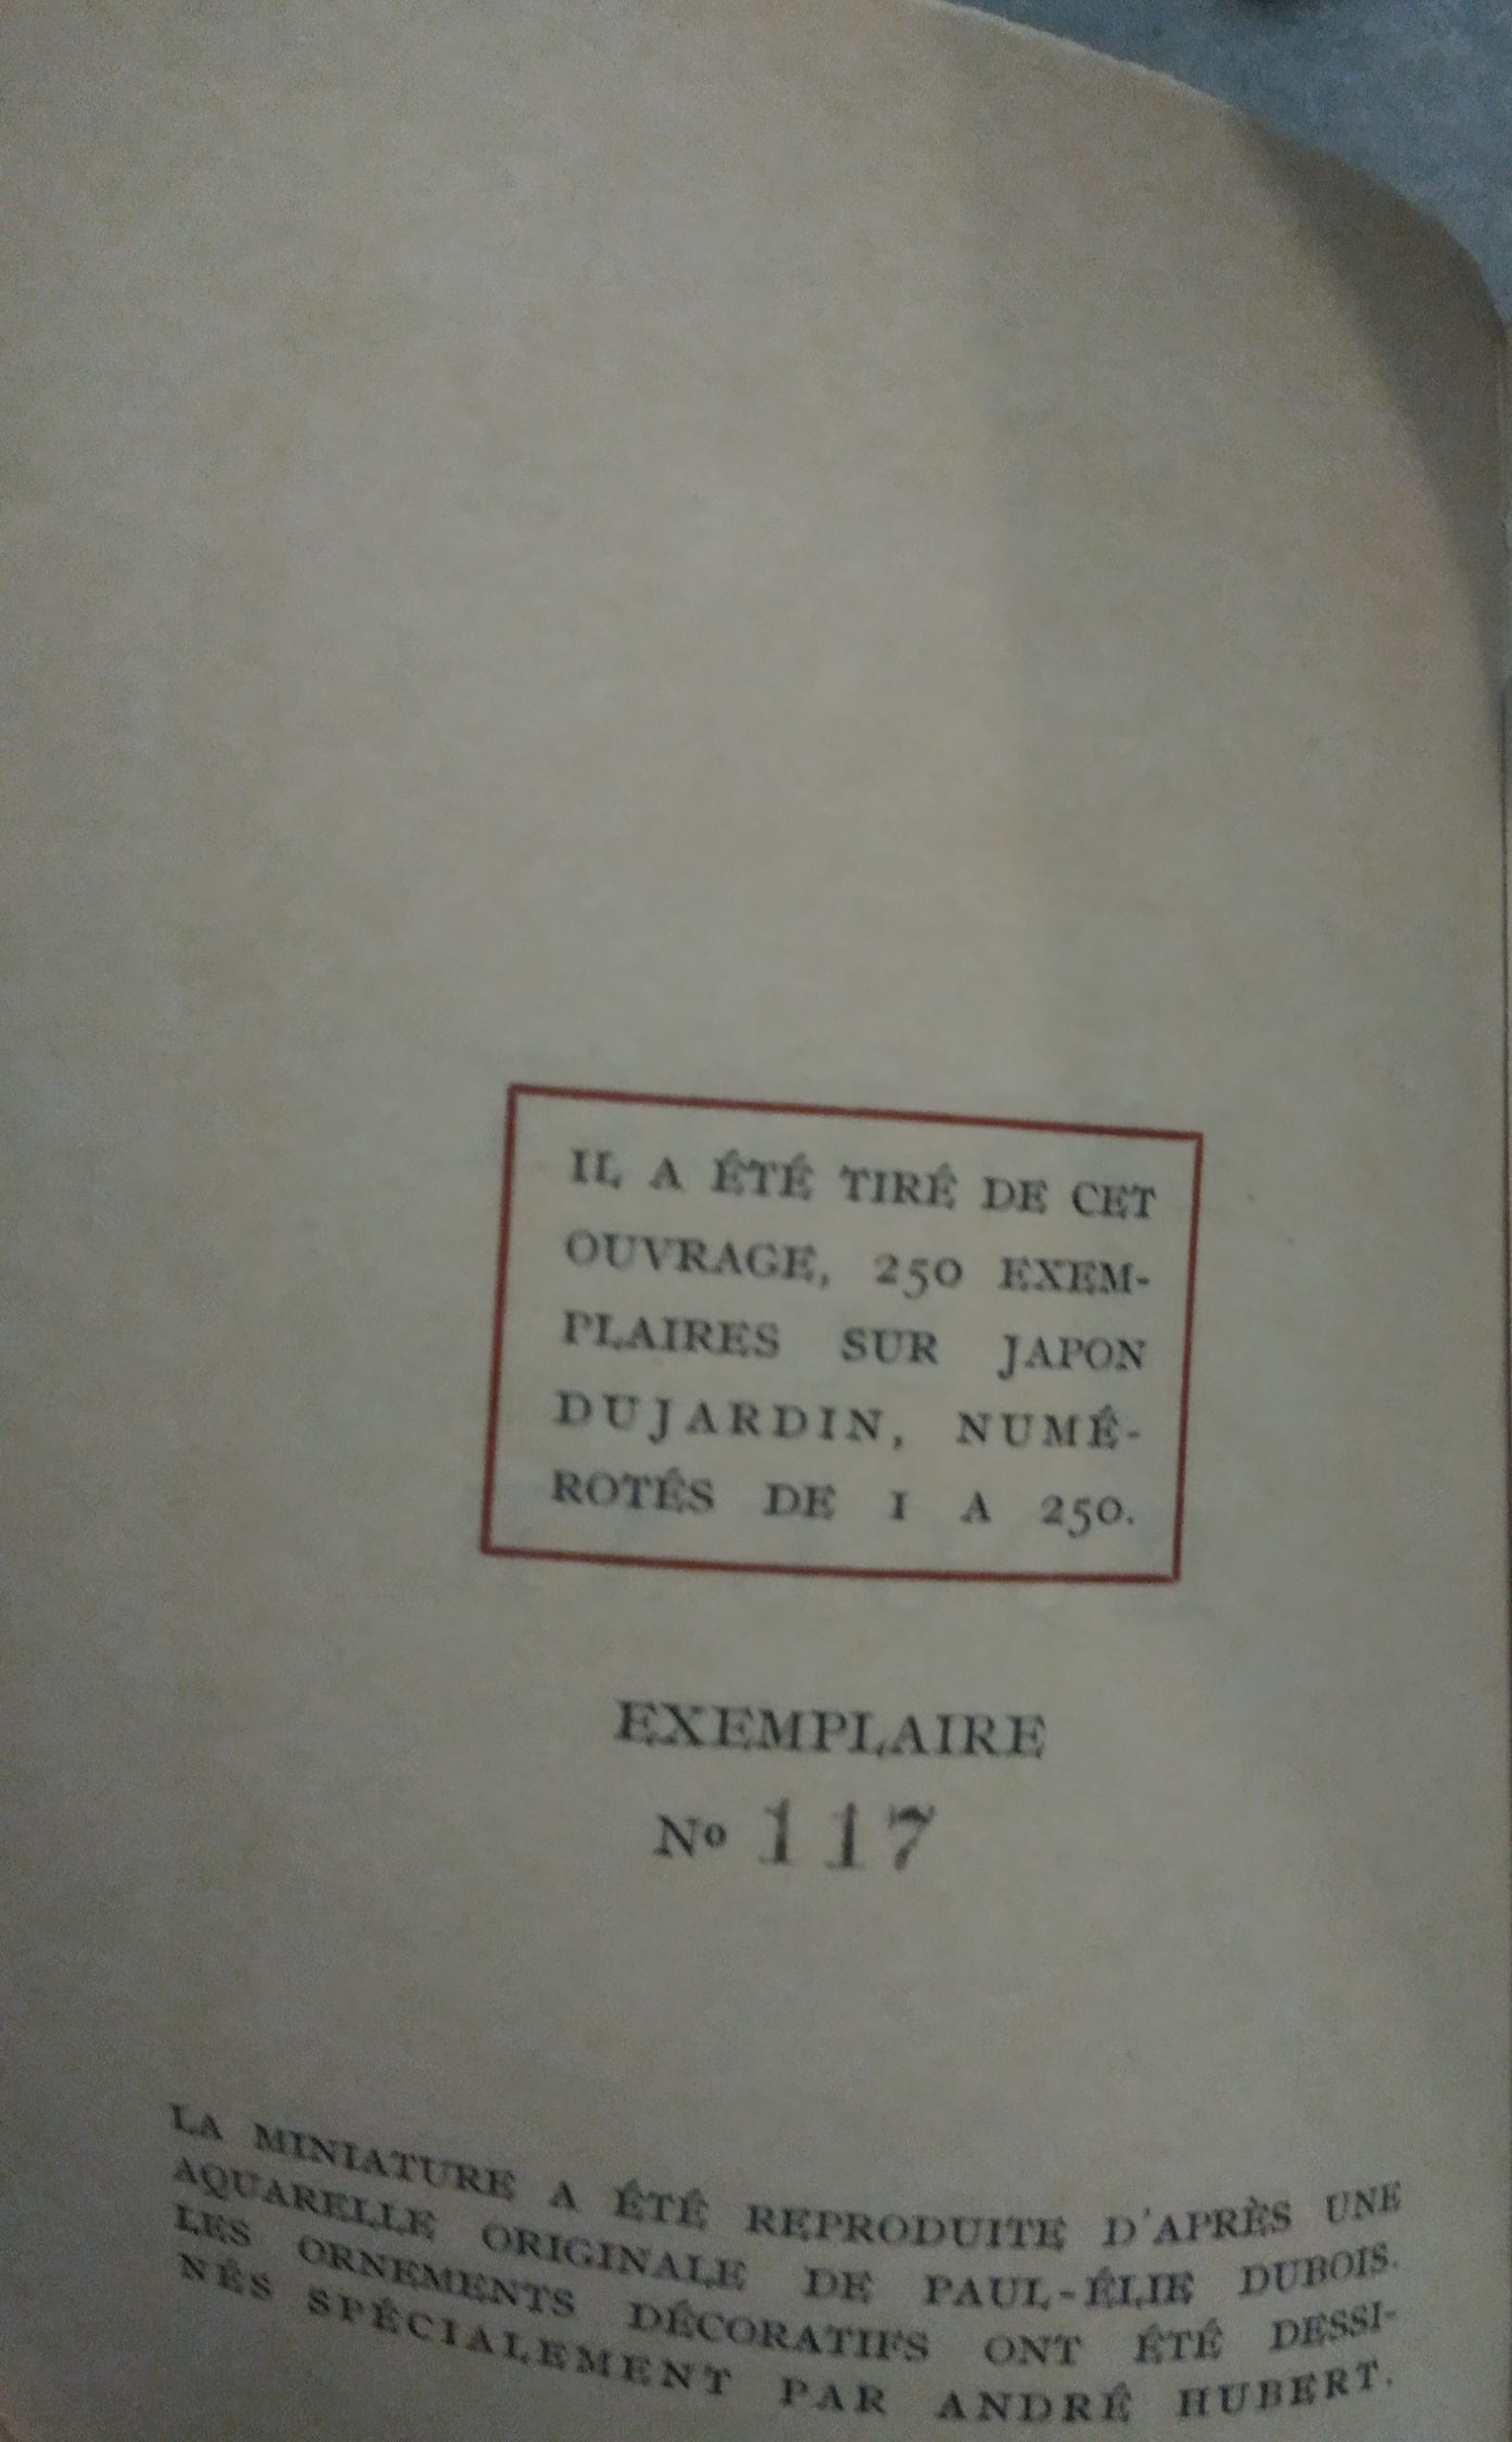 IL A ÉTÉ TIRÉ DE CET
OUVRAGE, 250 EXEM-
PLAIRES SUR JAPON
DUJARDIN, NUMÉ-
ROTÉS DE I A 250.
EXEMPLAIRE
Nº 117
LA MINIATURE A ÉTÉ REPRODUITE D'APRÈS UNE
AQUARELLE ORIGINALE DE PAUL-ÉLIE DUBOIS.
LES ORNEMENTS DÉCORATIFS ONT ÉTÉ DESSI-
NÉS SPÉCIALEMENT PAR ANDRÉ HUBERT.